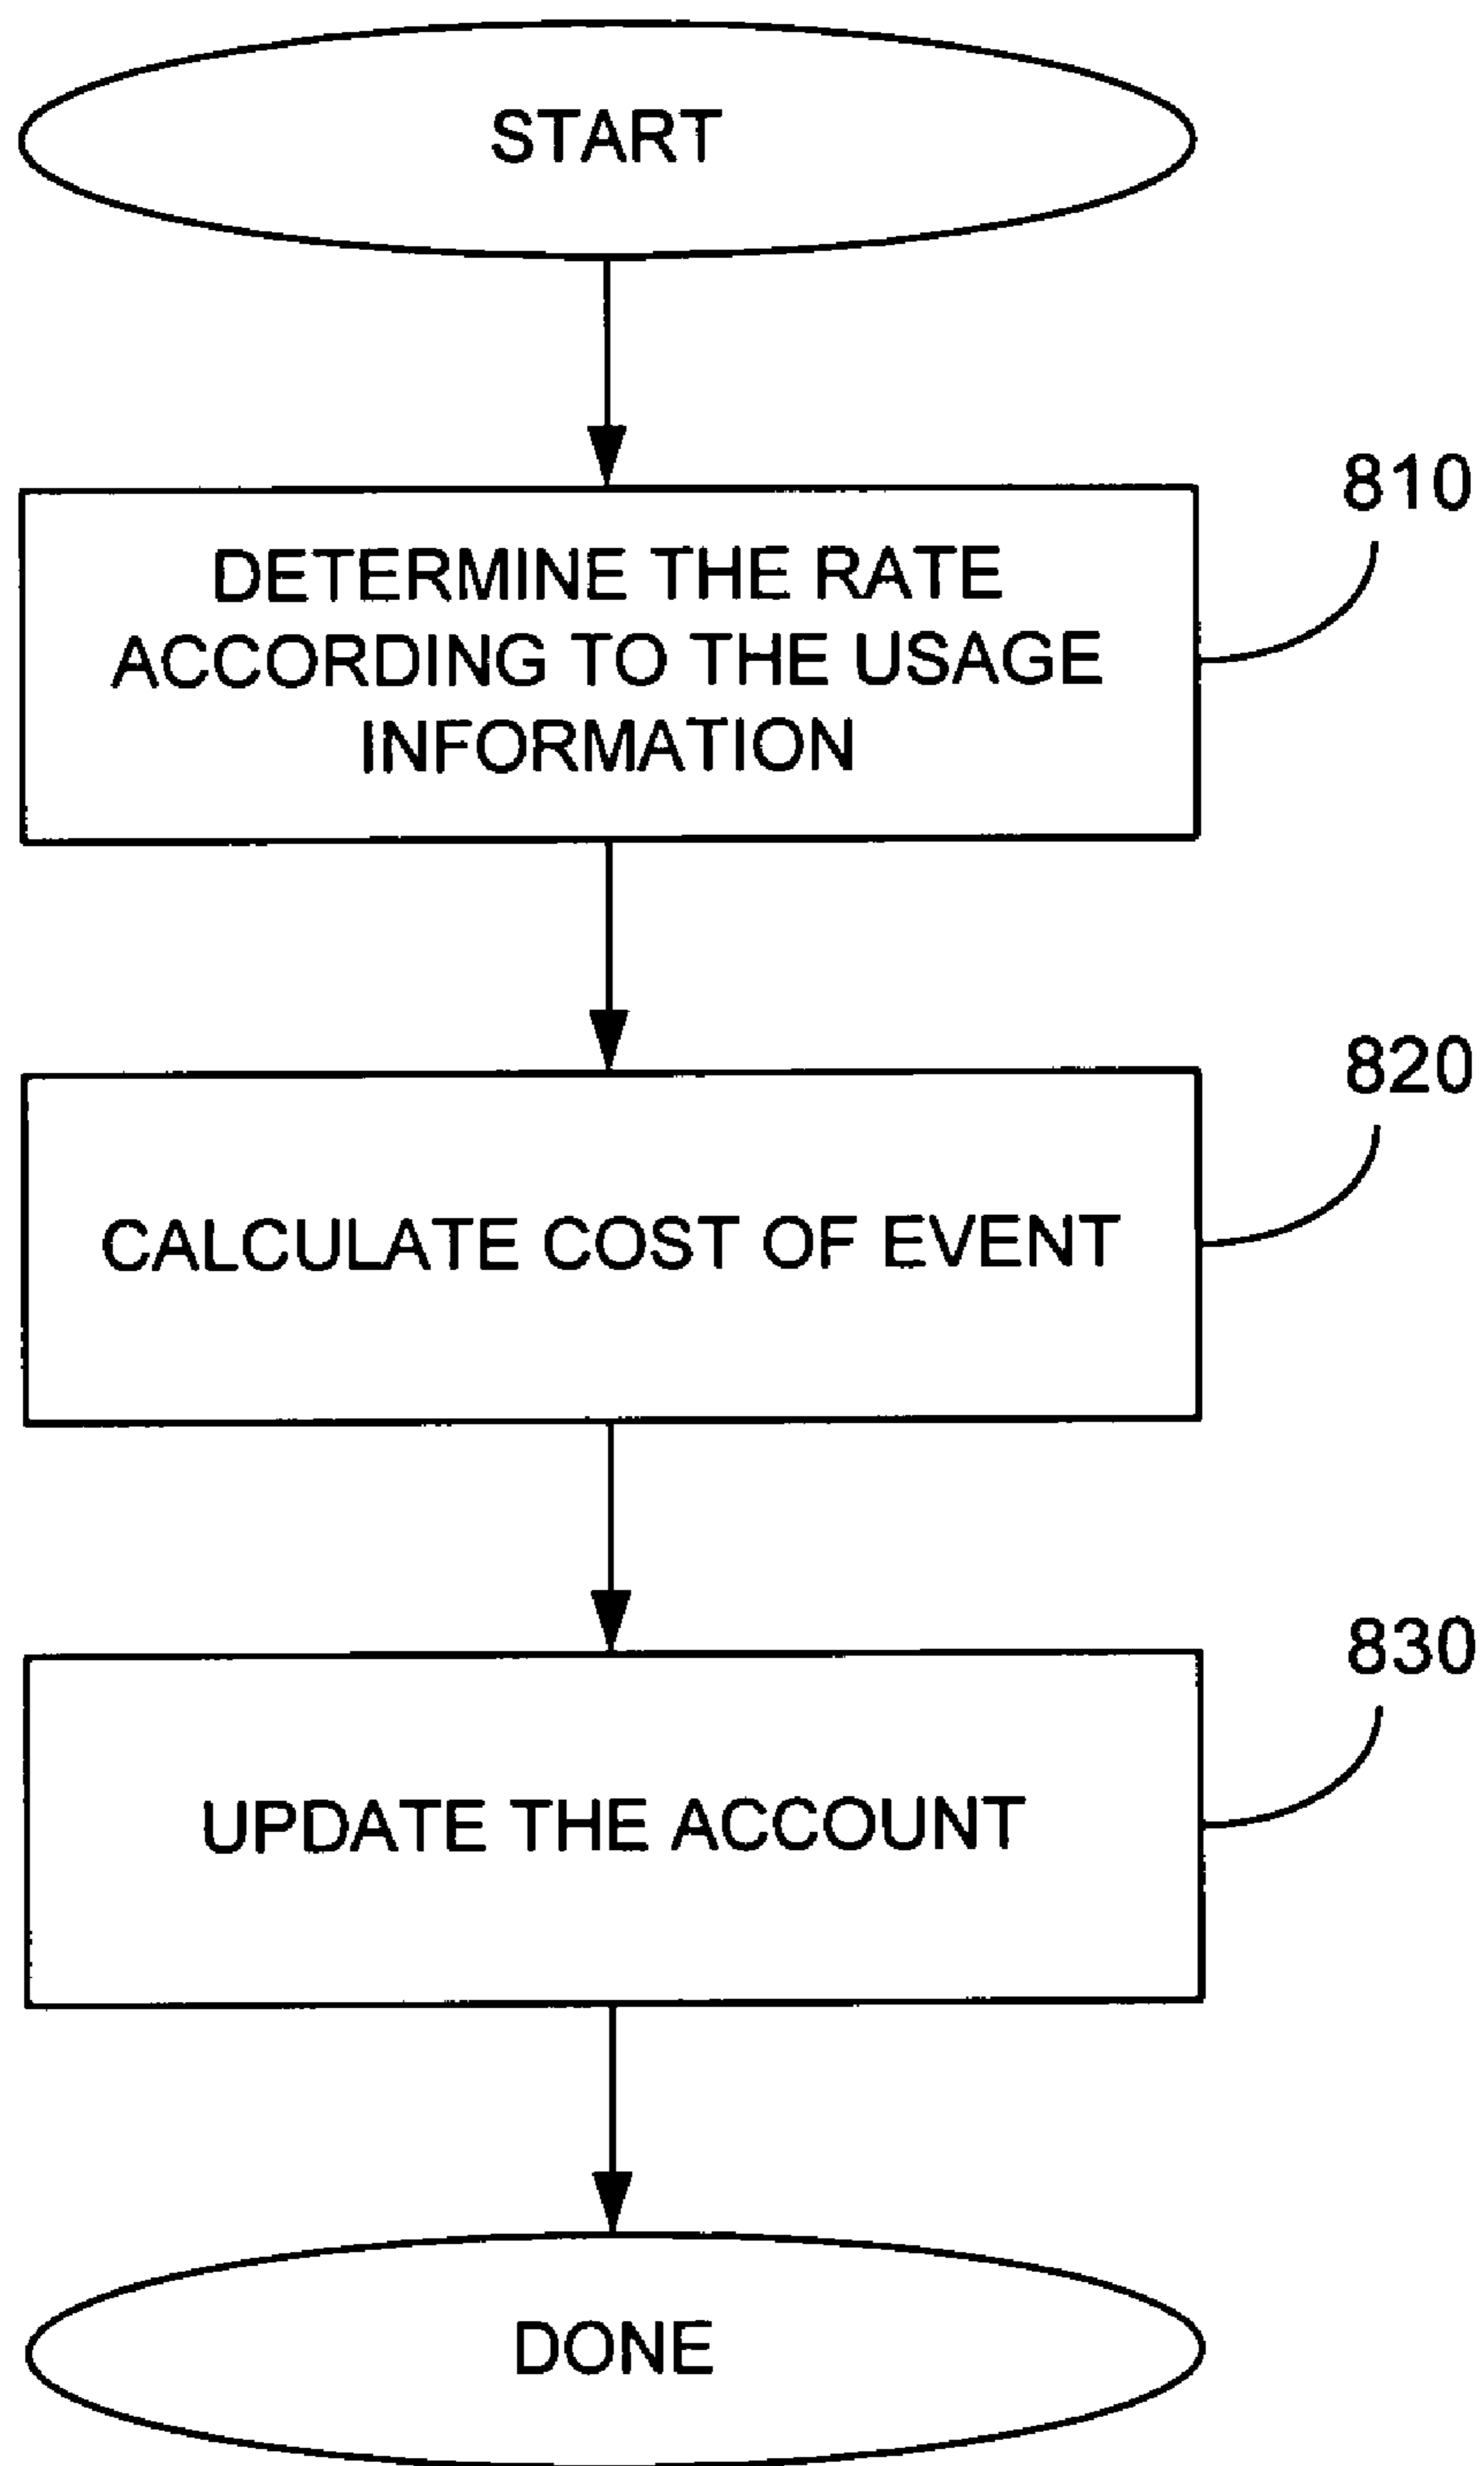 START
810
DETERMINE THE RATE
ACCORDING TO THE USAGE
INFORMATION
820
CALCULATE COST OF EVENT
830
UPDATE THE ACCOUNT
DONE